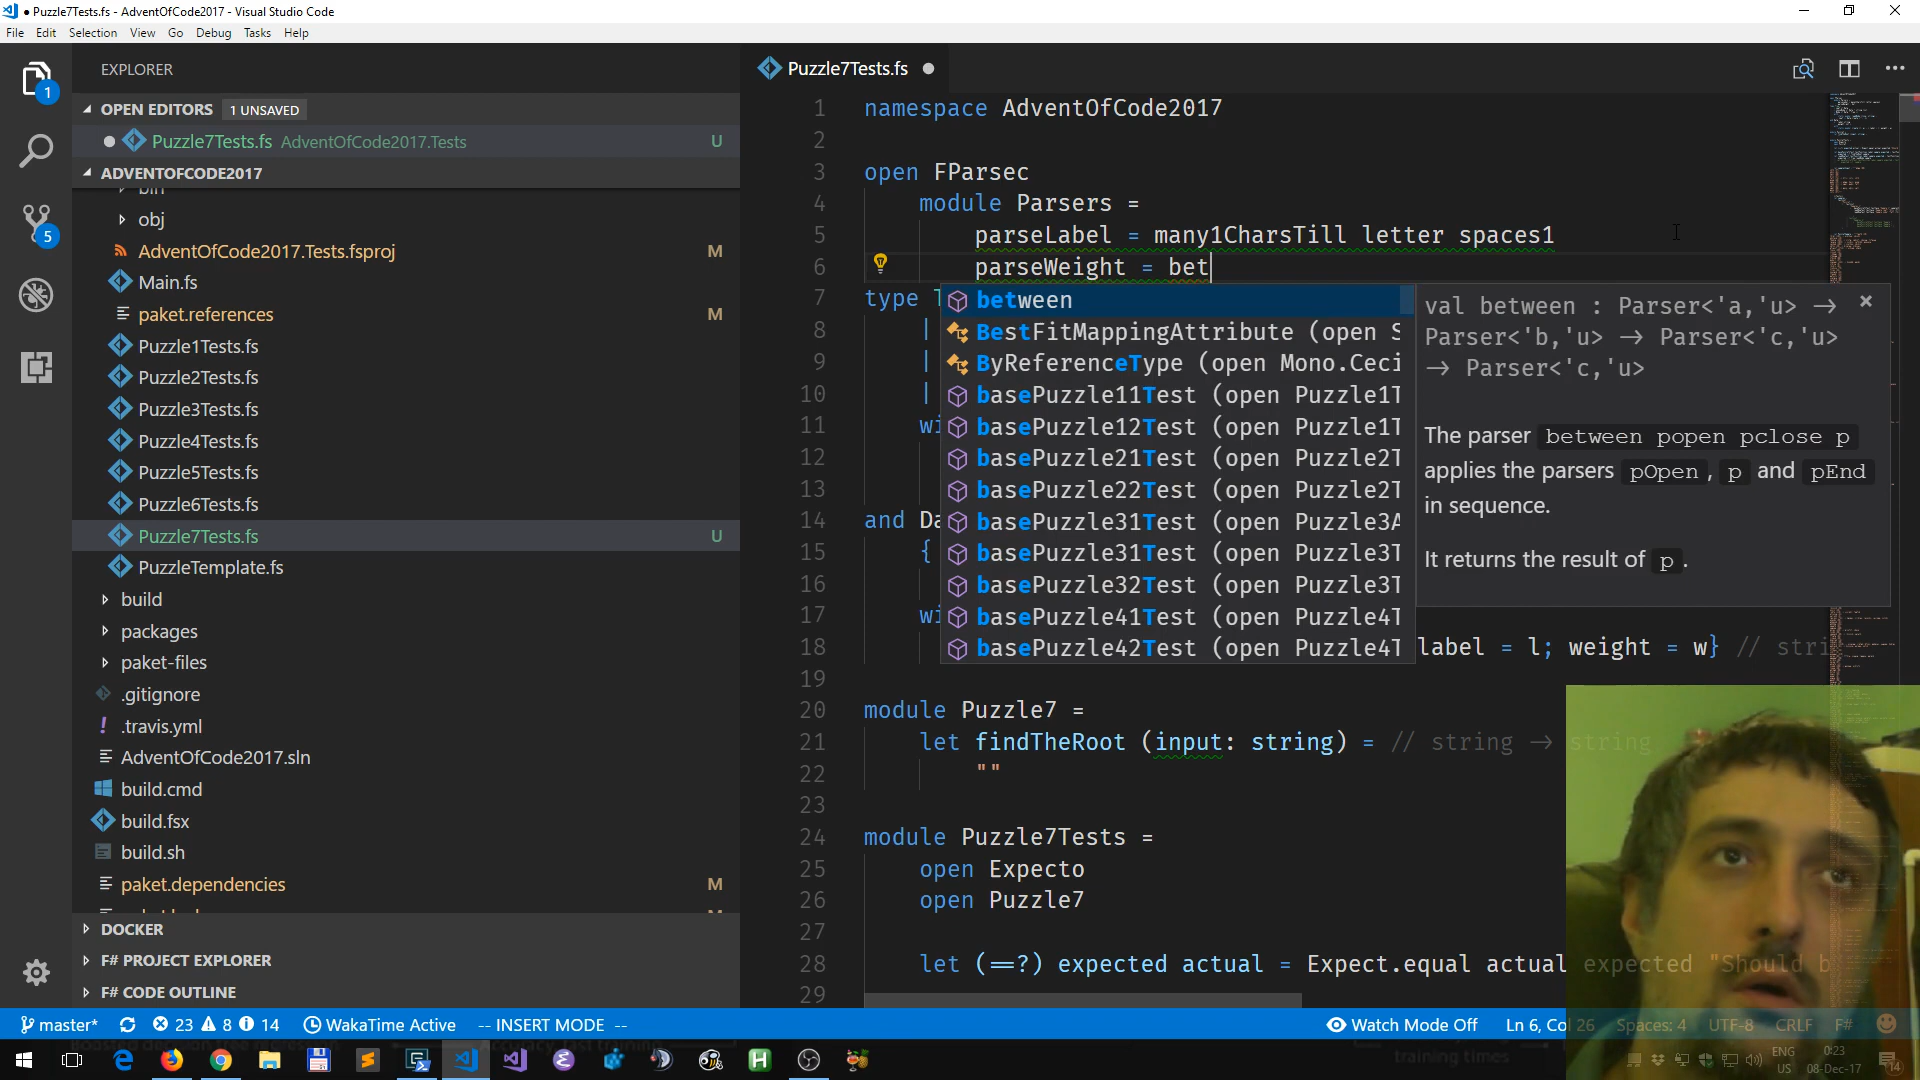 ● Puzzle7Tests.fs - AdventOfCode2017 - Visual Studio Code
File Edit Selection View Go Debug Tasks Help
EXPLORER
OPEN EDITORS 1 UNSAVED
Puzzle7Tests.fs AdventOfCode2017.Tests U
ADVENTOFCODE2017
bin
obj
AdventOfCode2017.Tests.fsproj M
Main.fs
paket.references M
Puzzle1Tests.fs
Puzzle2Tests.fs
Puzzle3Tests.fs
Puzzle4Tests.fs
Puzzle5Tests.fs
Puzzle6Tests.fs
Puzzle7Tests.fs U
PuzzleTemplate.fs
build
packages
paket-files
.gitignore
.travis.yml
AdventOfCode2017.sln
build.cmd
build.fsx
build.sh
paket.dependencies M
DOCKER
F# PROJECT EXPLORER
F# CODE OUTLINE
1
5
Puzzle7Tests.fs
1 namespace AdventOfCode2017
2
3 open FParsec
4 module Parsers =
5 parseLabel = many1CharsTill letter spaces1
6 parseWeight = bet
7 type
8 |
9 |
10 |
11 wi
12
13
14 and Da
15 {
16
17 wi
18 label = l; weight = w} // stri
19
20 module Puzzle7 =
21 let findTheRoot (input: string) = // string → string
22 ""
23
24 module Puzzle7Tests =
25 open Expecto
26 open Puzzle7
27
28 let (==?) expected actual = Expect.equal actual expected "Should b
29
between
BestFitMappingAttribute (open S
ByReferenceType (open Mono.Ceci
basePuzzle11Test (open Puzzle1T
basePuzzle12Test (open Puzzle1T
basePuzzle21Test (open Puzzle2T
basePuzzle22Test (open Puzzle2T
basePuzzle31Test (open Puzzle3A
basePuzzle31Test (open Puzzle3T
basePuzzle32Test (open Puzzle3T
basePuzzle41Test (open Puzzle4T
basePuzzle42Test (open Puzzle4T
val between : Parser<'a,'u> →
Parser<'b,'u> → Parser<'c,'u>
→ Parser<'c,'u>
The parser between popen pclose p
applies the parsers pOpen, p and pEnd
in sequence.
It returns the result of p.
master* 23 8 14 WakaTime Active -- INSERT MODE -- Watch Mode Off Ln 6, Col 26 Spaces: 4 UTF-8 CRLF F#
training times
ENG
US
0:23
08-Dec-17
14